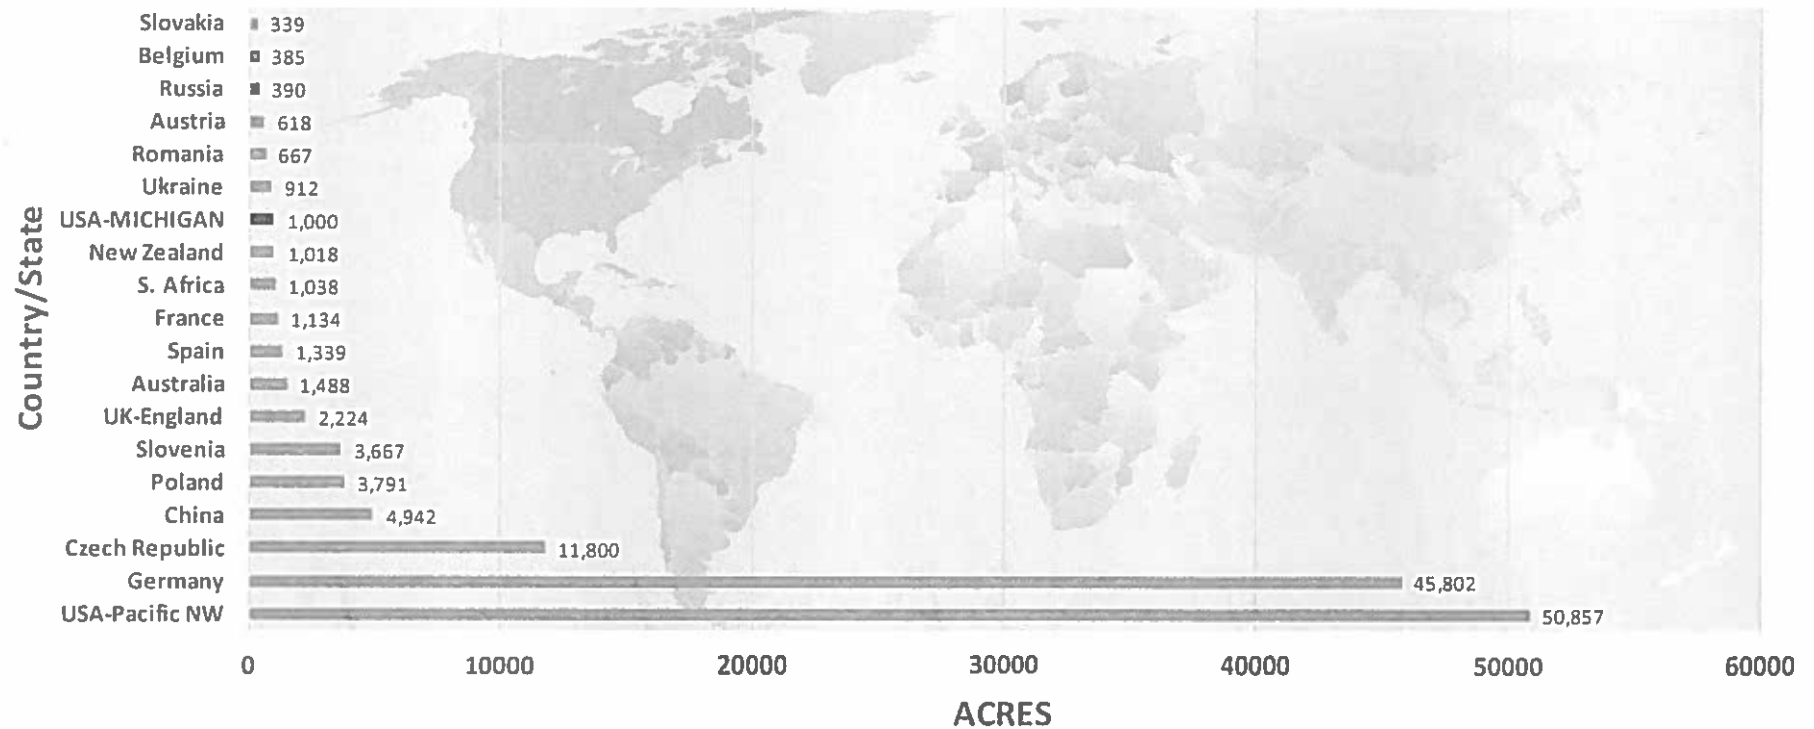 Slovakia 339
Belgium 385
Russia 390
Austria 618
Romania 667
Ukraine 912
USA-MICHIGAN 1,000
New Zealand 1,018
S. Africa 1,038
France 1,134
Spain 1,339
Australia 1,488
UK-England 2,224
Slovenia 3,667
Poland 3,791
China 4,942
Czech Republic 11,800
Germany 45,802
USA-Pacific NW 50,857
Country/State
0 10000 20000 30000 40000 50000 60000
ACRES